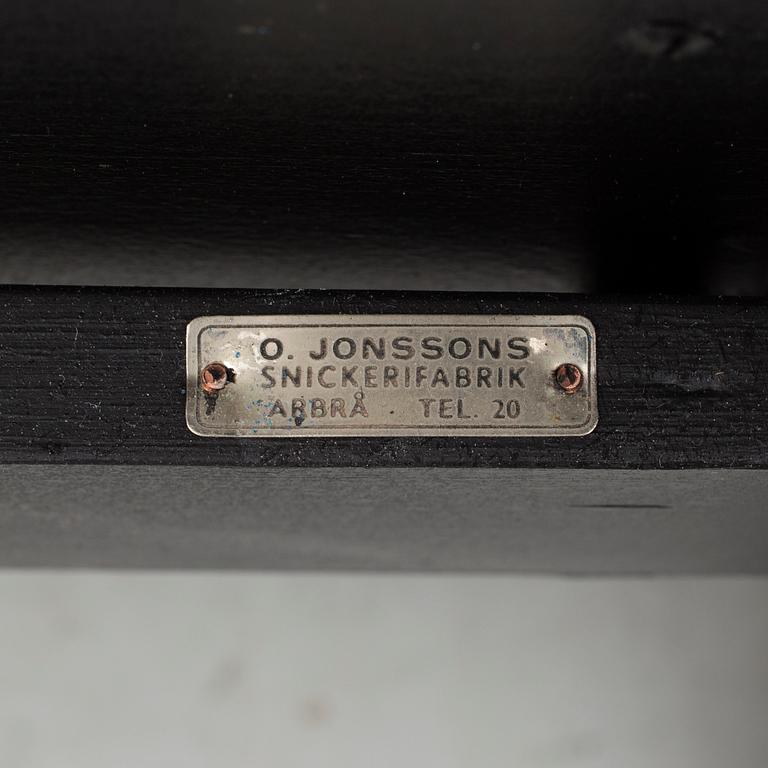 O. JONSSONS
SNICKERIFABRIK
ARBRÅ · TEL. 20